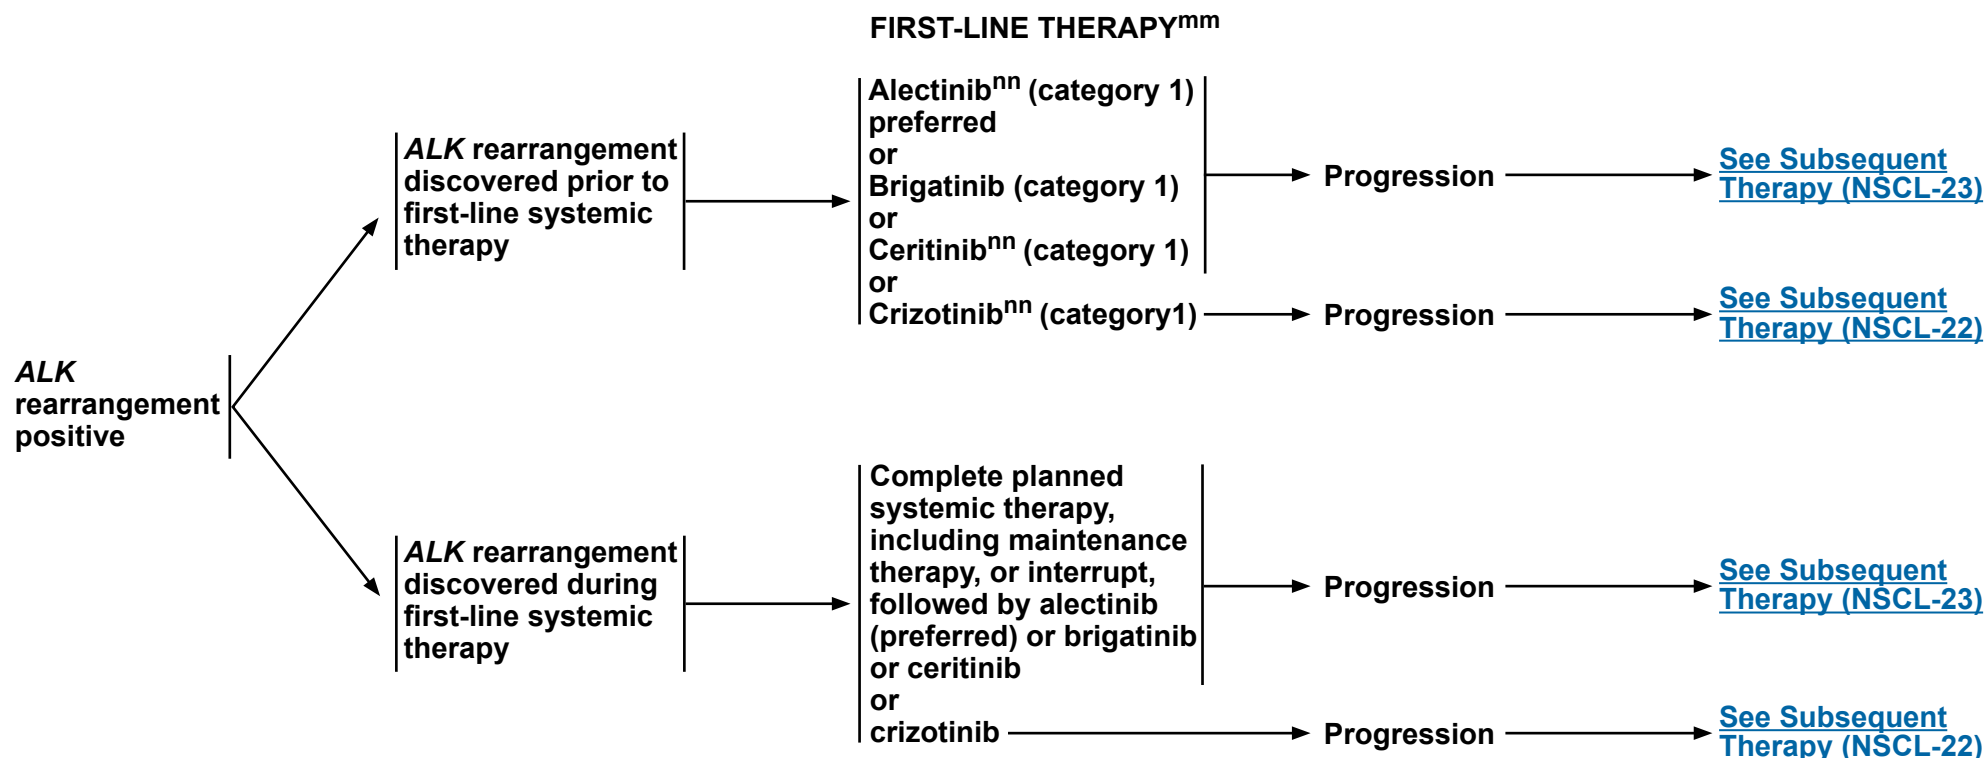 FIRST-LINE THERAPYmm
Alectinibnn (category 1)
preferred
or
Brigatinib (category 1)
or
Ceritinibnn (category 1)
or
Crizotinibnn (category1)
ALK rearrangement
discovered prior to
first-line systemic
therapy
Progression
See Subsequent
Therapy (NSCL-23)
Progression
See Subsequent
Therapy (NSCL-22)
ALK
rearrangement
positive
ALK rearrangement
discovered during
first-line systemic
therapy
Complete planned
systemic therapy,
including maintenance
therapy, or interrupt,
followed by alectinib
(preferred) or brigatinib
or ceritinib
or
crizotinib
Progression
See Subsequent
Therapy (NSCL-23)
Progression
See Subsequent
Therapy (NSCL-22)